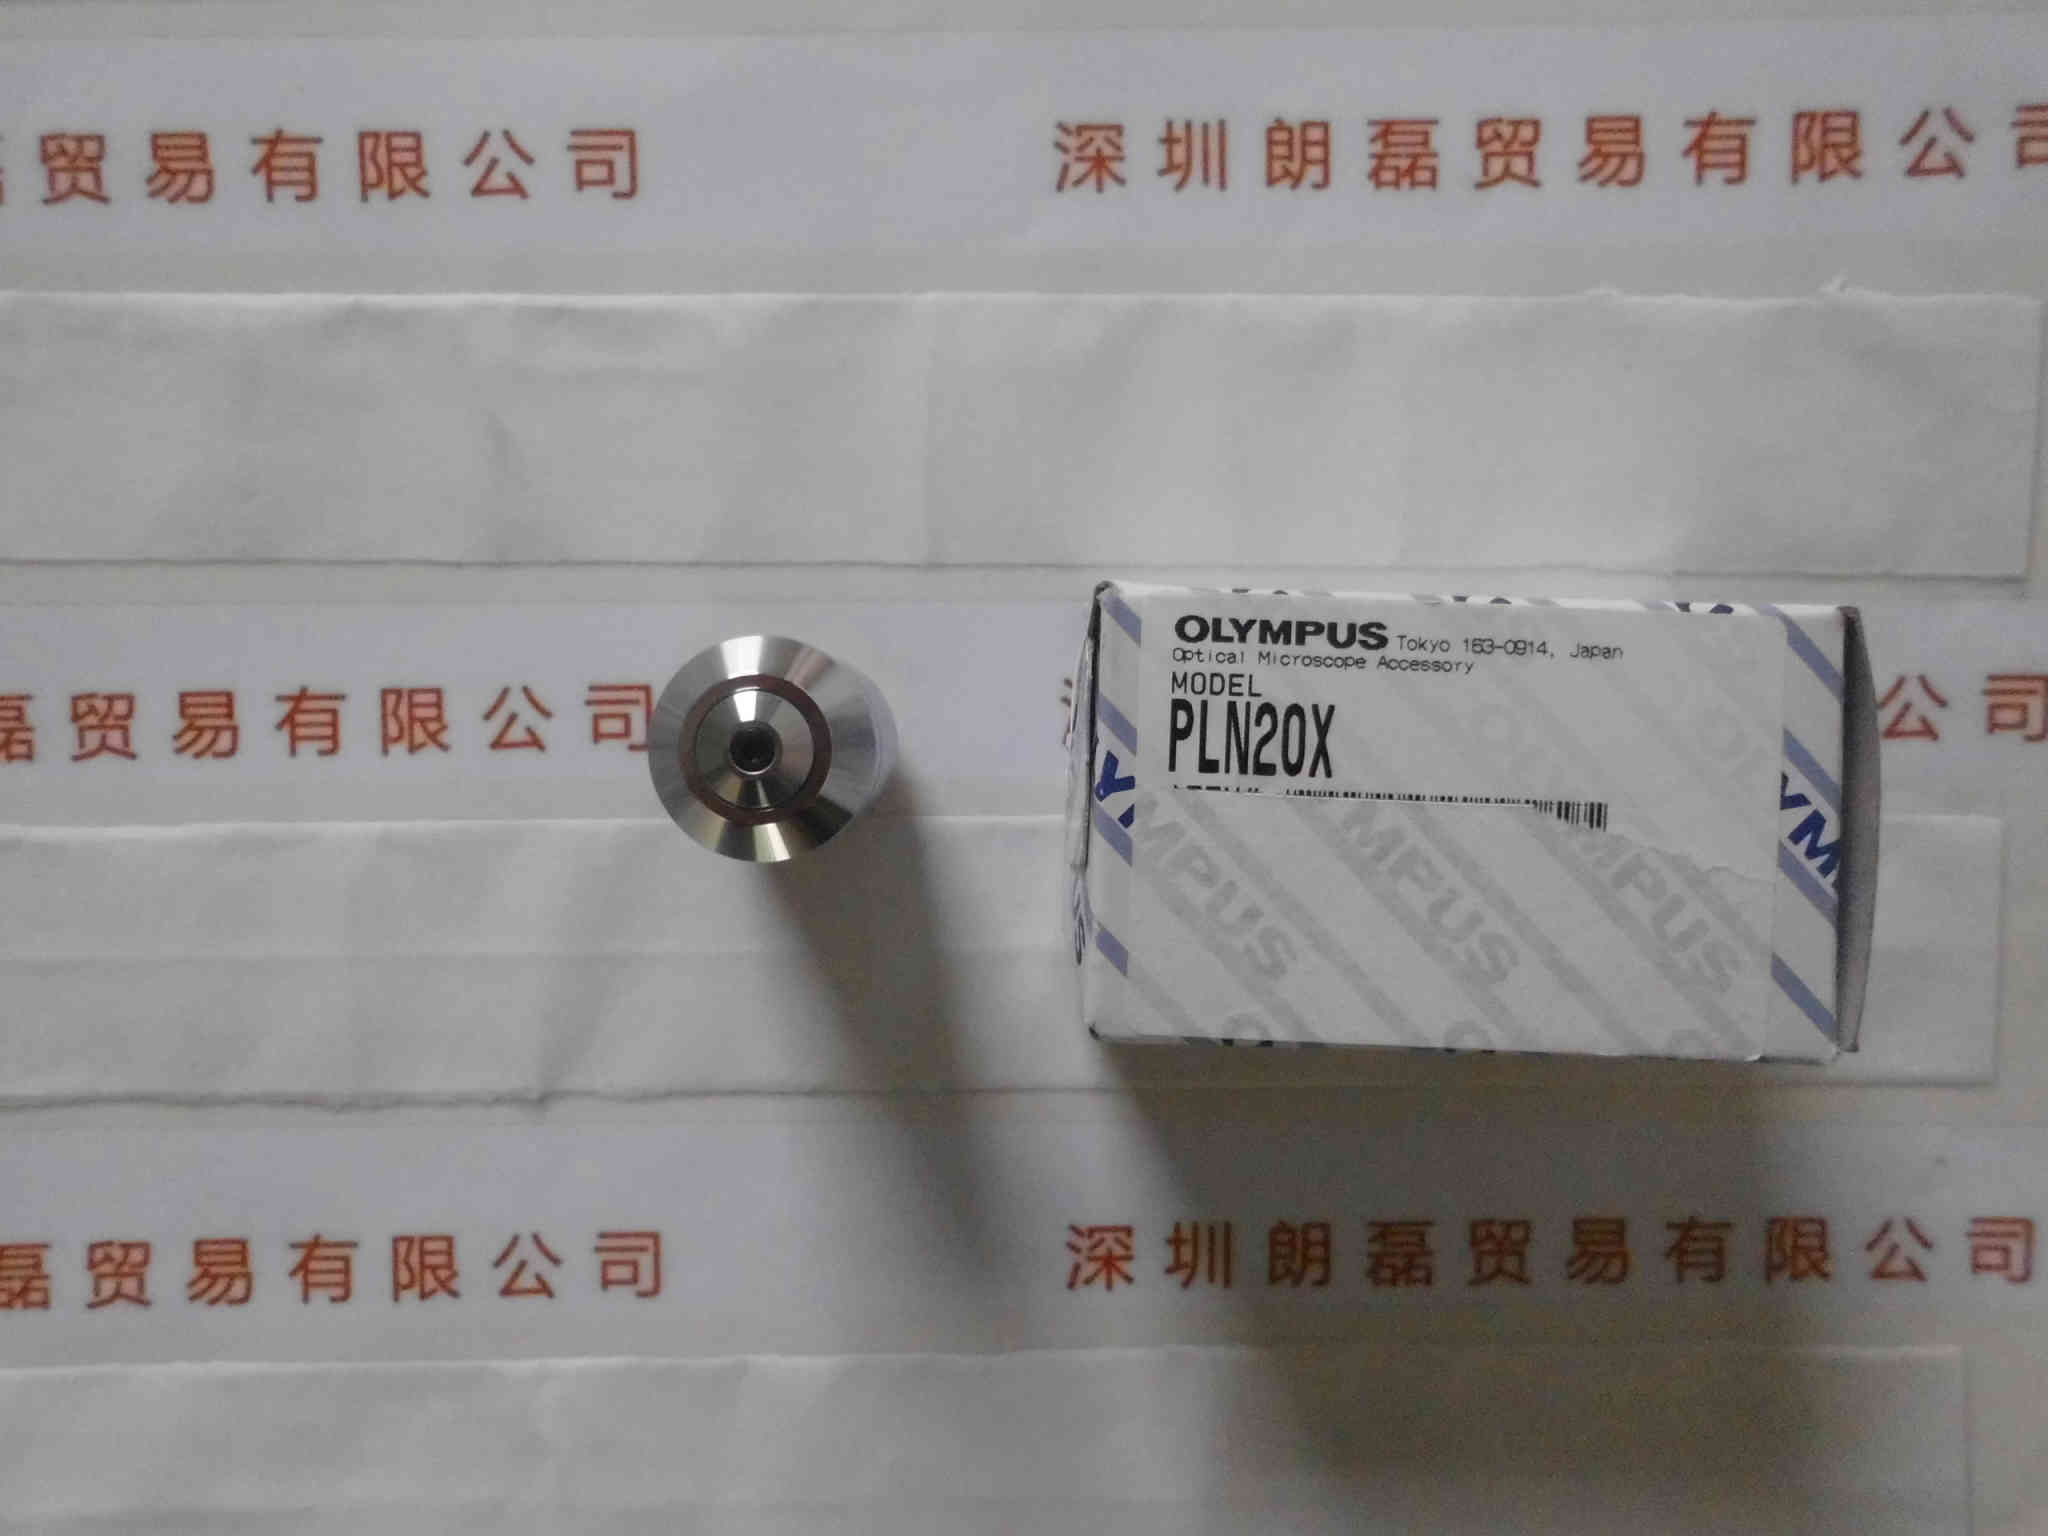 磊贸易有限公司
深圳朗磊贸易有限公司
磊贸易有限公司
公司
OLYMPUS Tokyo 163-0914, Japan
Optical Microscope Accessory
MODEL
PLN20X
磊贸易有限公司
深圳朗磊贸易有限公司